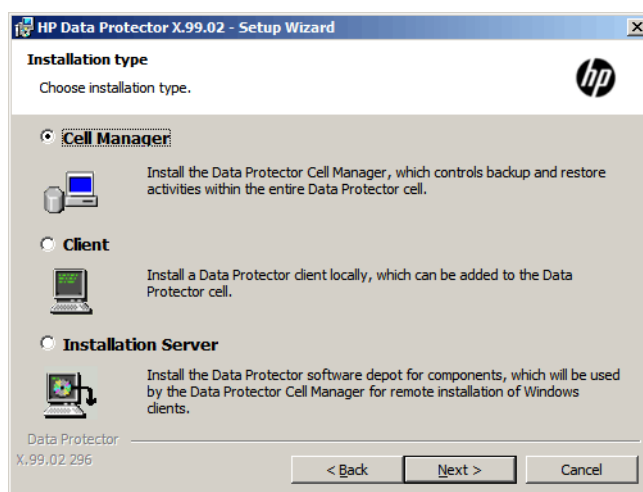 HP Data Protector X.99.02 - Setup Wizard
Installation type
Choose installation type.
hp
Cell Manager
Install the Data Protector Cell Manager, which controls backup and restore
activities within the entire Data Protector cell.
Client
Install a Data Protector client locally, which can be added to the Data
Protector cell.
Installation Server
Install the Data Protector software depot for components, which will be used
by the Data Protector Cell Manager for remote installation of Windows
clients.
Data Protector
X.99.02 296
< Back
Next >
Cancel